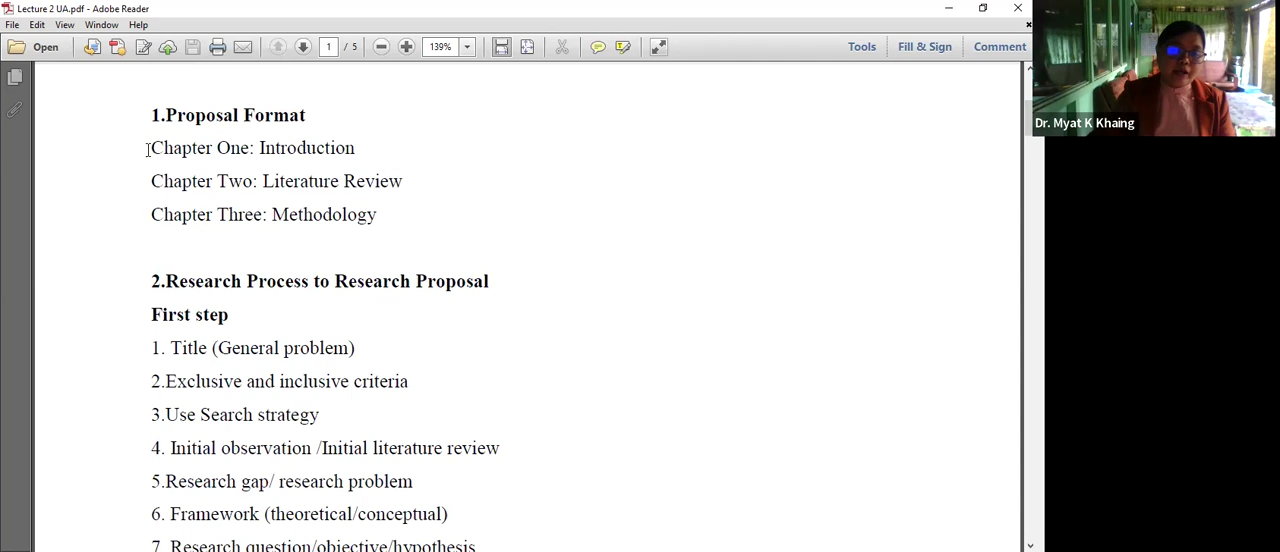 Lecture 2 UA.pdf - Adobe Reader
File Edit View Window Help
Open 1 / 5 139% Tools Fill & Sign Comment
1.Proposal Format
Chapter One: Introduction
Chapter Two: Literature Review
Chapter Three: Methodology
2.Research Process to Research Proposal
First step
1. Title (General problem)
2.Exclusive and inclusive criteria
3.Use Search strategy
4. Initial observation /Initial literature review
5.Research gap/ research problem
6. Framework (theoretical/conceptual)
7. Research question/objective/hypothesis
Dr. Myat K Khaing